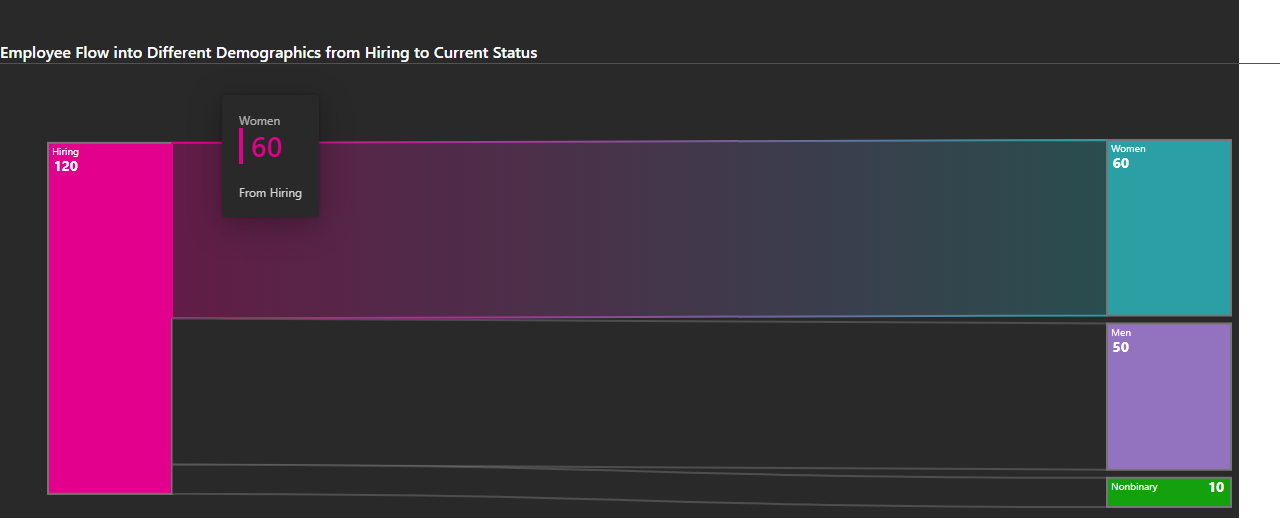 Employee Flow into Different Demographics from Hiring to Current Status
Women
60
From Hiring
Hiring
120
Women
60
Men
50
Nonbinary 10